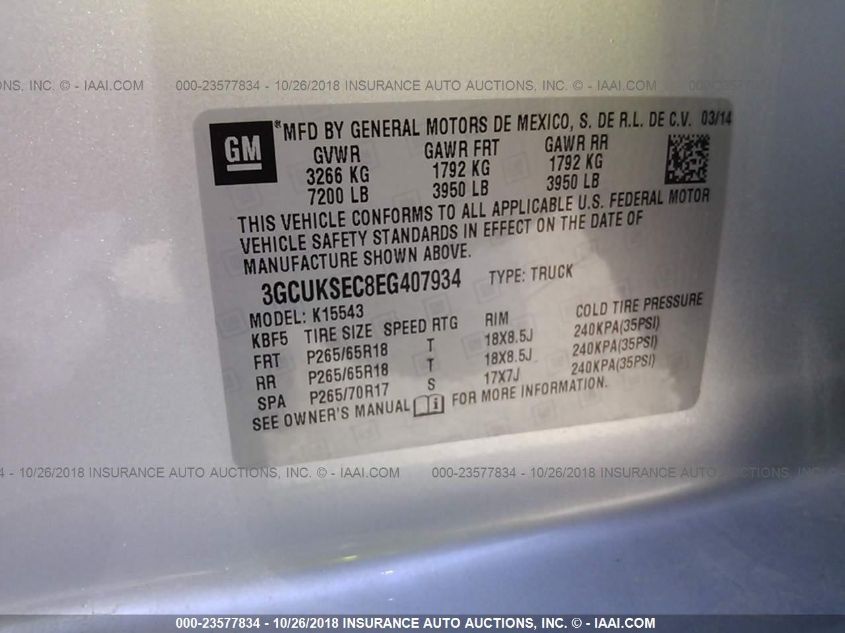 INC. © - IAAI.COM 000-23577834 - 10/26/2018 INSURANCE AUTO AUCTIONS, INC. © - IAAI.COM 000-23577834 - 10/26/2018
GM *MFD BY GENERAL MOTORS DE MEXICO, S. DE R.L. DE C.V. 03/14
GVWR GAWR FRT GAWR RR
3266 KG 1792 KG 1792 KG
7200 LB 3950 LB 3950 LB
THIS VEHICLE CONFORMS TO ALL APPLICABLE U.S. FEDERAL MOTOR
VEHICLE SAFETY STANDARDS IN EFFECT ON THE DATE OF
MANUFACTURE SHOWN ABOVE.
3GCUKSEC8EG407934 TYPE: TRUCK
MODEL: K15543
KBF5 TIRE SIZE SPEED RTG RIM COLD TIRE PRESSURE
FRT P265/65R18 T 18X8.5J 240KPA(35PSI)
RR P265/65R18 T 18X8.5J 240KPA(35PSI)
SPA P265/70R17 S 17X7J 240KPA(35PSI)
SEE OWNER'S MANUAL i FOR MORE INFORMATION.
- 10/26/2018 INSURANCE AUTO AUCTIONS, INC. © - IAAI.COM 000-23577834 - 10/26/2018 INSURANCE AUTO AUCTIONS,
000-23577834 - 10/26/2018 INSURANCE AUTO AUCTIONS, INC. © - IAAI.COM